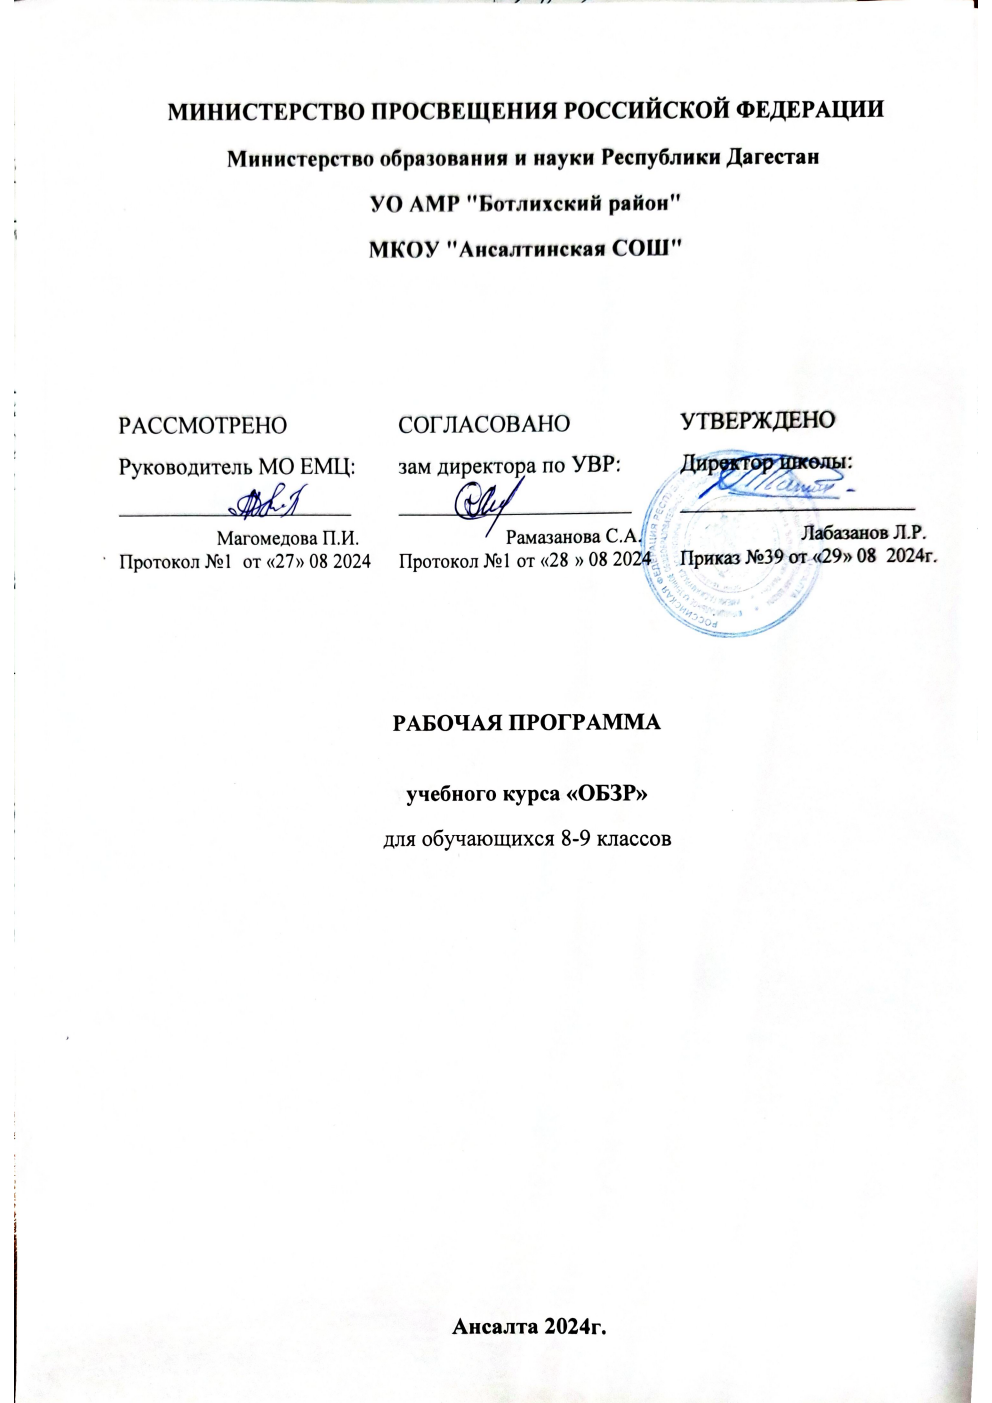 МИНИСТЕРСТВО ПРОСВЕЩЕНИЯ РОССИЙСКОЙ ФЕДЕРАЦИИ
Министерство образования и науки Республики Дагестан
УО АМР "Ботлихский район"
МКОУ "Ансалтинская СОШ"
РАССМОТРЕНО
Руководитель МО ЕМЦ:
Магомедова П.И.
Протокол №1 от «27» 08 2024
СОГЛАСОВАНО
зам директора по УВР:
Рамазанова С.А.
Протокол №1 от «28 » 08 2024
УТВЕРЖДЕНО
Директор школы:
Лабазанов Л.Р.
Приказ №39 от «29» 08 2024г.
РОССИЙСКАЯ ФЕДЕРАЦИЯ
РАБОЧАЯ ПРОГРАММА
учебного курса «ОБЗР»
для обучающихся 8-9 классов
Ансалта 2024г.